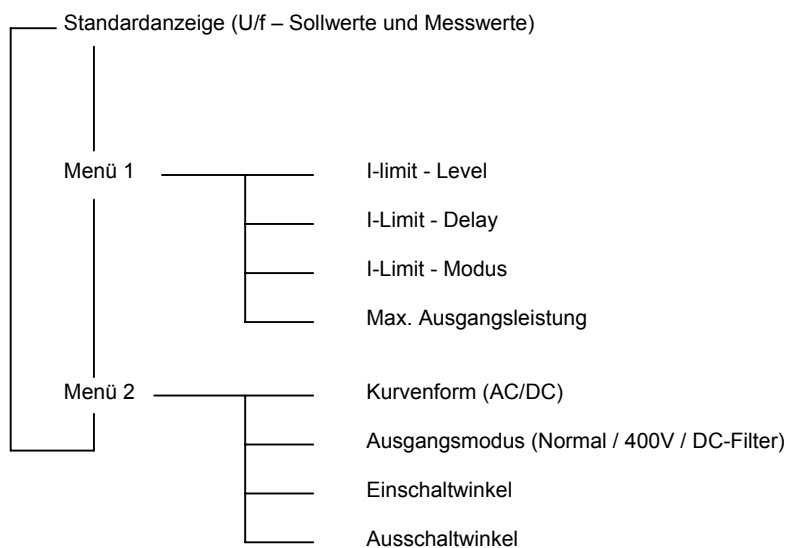 Standardanzeige (U/f – Sollwerte und Messwerte)
Menü 1
I-limit - Level
I-Limit - Delay
I-Limit - Modus
Max. Ausgangsleistung
Menü 2
Kurvenform (AC/DC)
Ausgangsmodus (Normal / 400V / DC-Filter)
Einschaltwinkel
Ausschaltwinkel